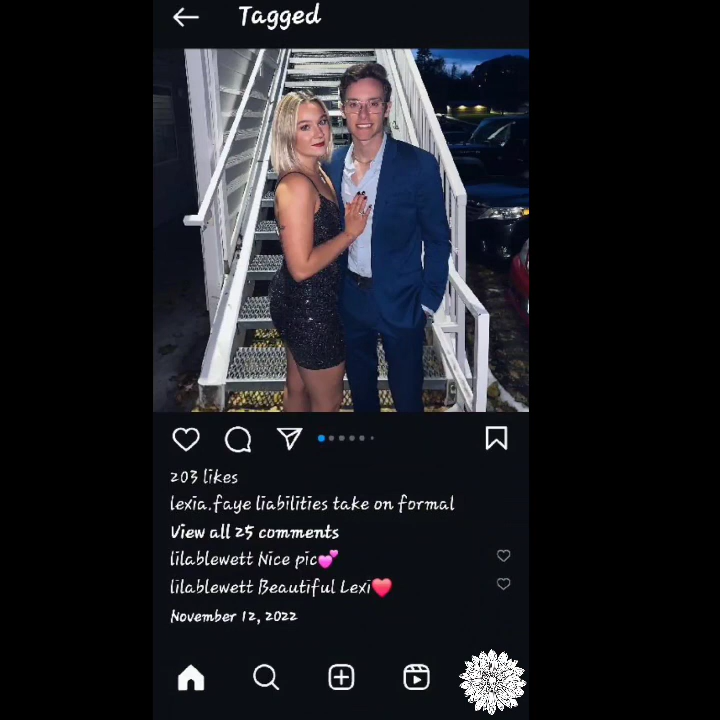 Tagged
203 likes
lexia.faye liabilities take on formal
View all 25 comments
lilablewett Nice pic💕
lilablewett Beautiful Lexi❤️
November 12, 2022